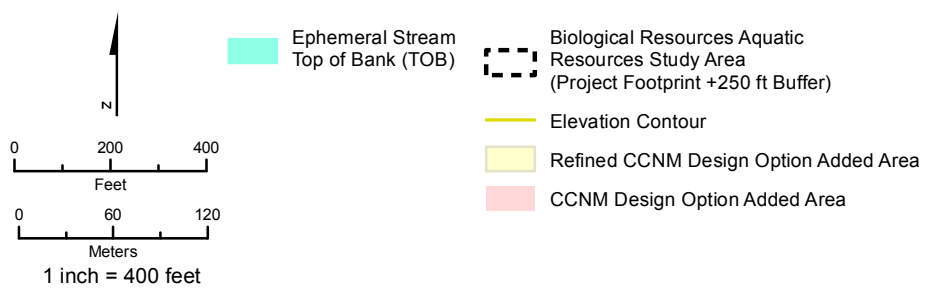 N
0 200 400
Feet
0 60 120
Meters
1 inch = 400 feet
Ephemeral Stream
Top of Bank (TOB)
Biological Resources Aquatic
Resources Study Area
(Project Footprint +250 ft Buffer)
Elevation Contour
Refined CCNM Design Option Added Area
CCNM Design Option Added Area